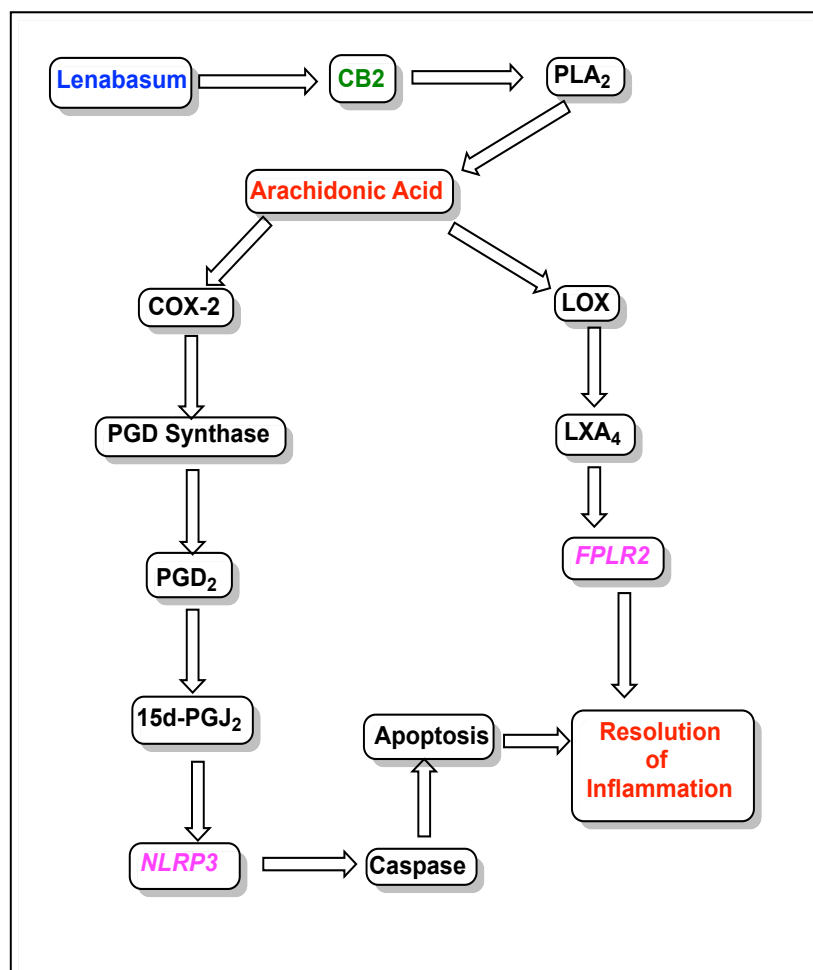 Lenabasum
CB2
PLA₂
Arachidonic Acid
COX-2
LOX
PGD Synthase
LXA₄
PGD₂
FPLR2
15d-PGJ₂
Apoptosis
Resolution
of
Inflammation
NLRP3
Caspase